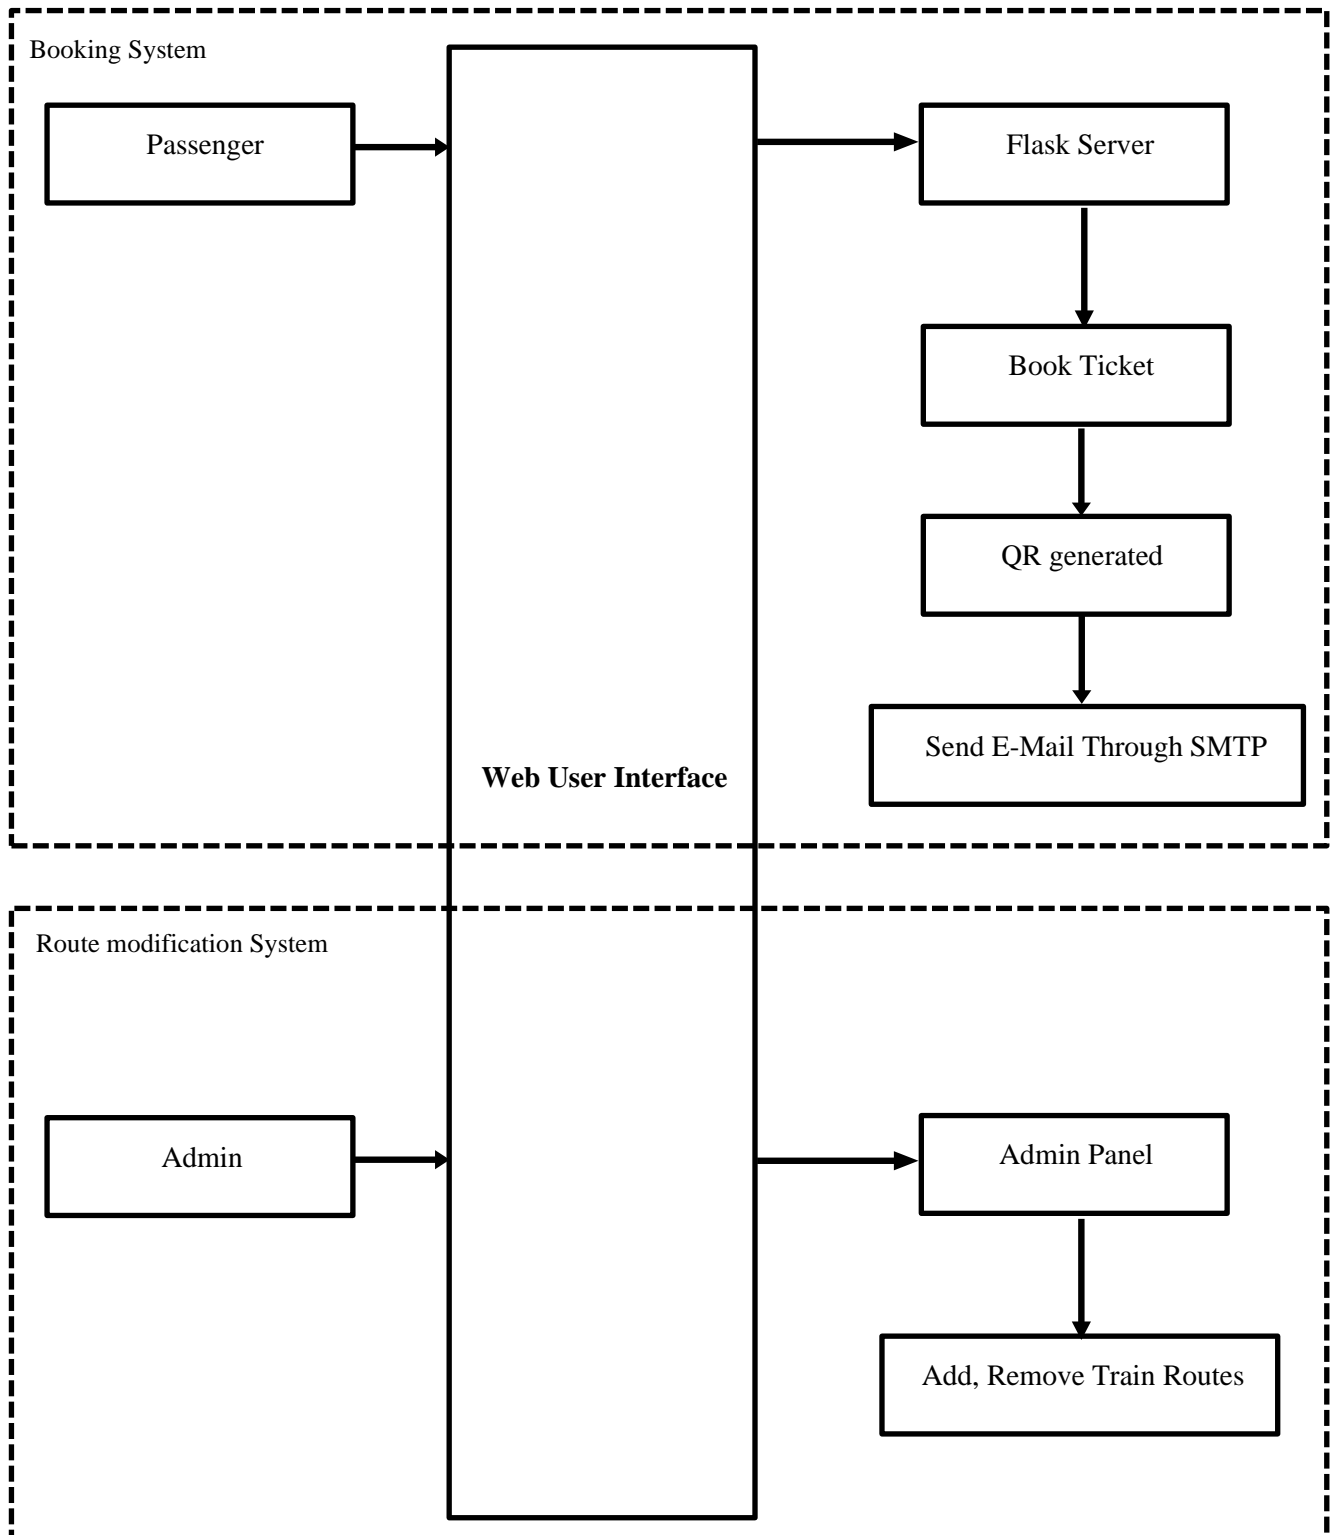 Booking System
Passenger
Flask Server
Book Ticket
QR generated
Send E-Mail Through SMTP
Web User Interface
Route modification System
Admin
Admin Panel
Add, Remove Train Routes